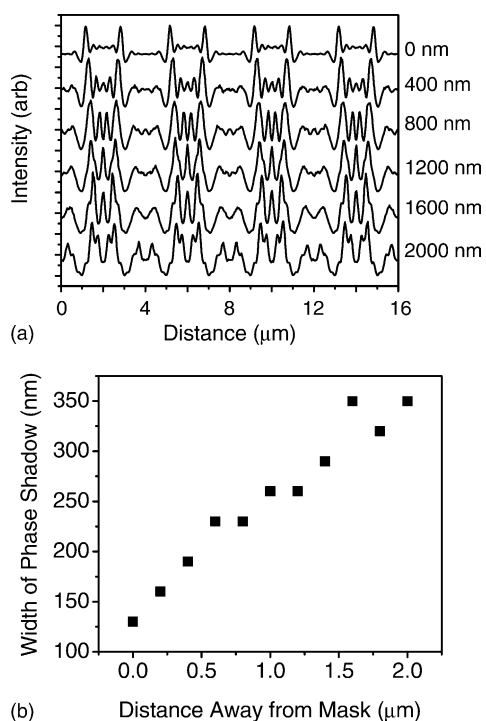 Intensity (arb)
0 nm
400 nm
800 nm
1200 nm
1600 nm
2000 nm
0 4 8 12 16
Distance (μm)
(a)
Width of Phase Shadow (nm)
350
300
250
200
150
100
0.0 0.5 1.0 1.5 2.0
Distance Away from Mask (μm)
(b)